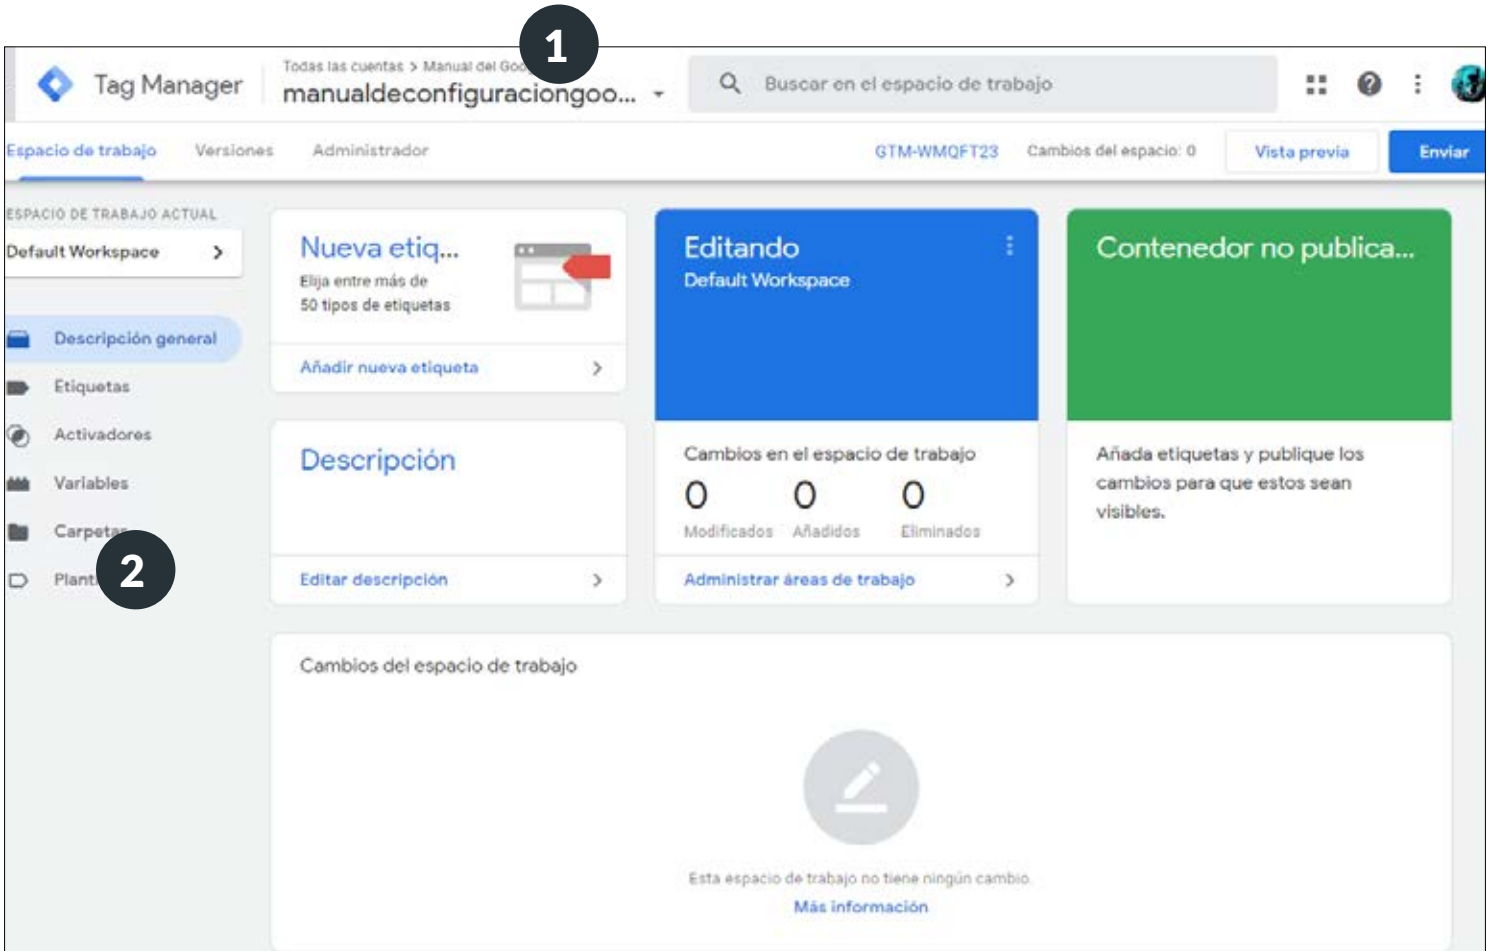 1
Todas las cuentas > Manual del Goo
Tag Manager
manualdeconfiguraciongoo...
Buscar en el espacio de trabajo
Espacio de trabajo Versiones Administrador GTM-WMQFT23 Cambios del espacio: 0 Vista previa Enviar
ESPACIO DE TRABAJO ACTUAL
Default Workspace >
Descripción general
Etiquetas
Activadores
Variables
Carpetas
Plant
2
Nueva etiq...
Elija entre más de
50 tipos de etiquetas
Añadir nueva etiqueta >
Descripción
Editar descripción >
Editando
Default Workspace
Cambios en el espacio de trabajo
0 0 0
Modificados Añadidos Eliminados
Administrar áreas de trabajo >
Contenedor no publica...
Añada etiquetas y publique los
cambios para que estos sean
visibles.
Cambios del espacio de trabajo
Esta espacio de trabajo no tiene ningún cambio.
Más información